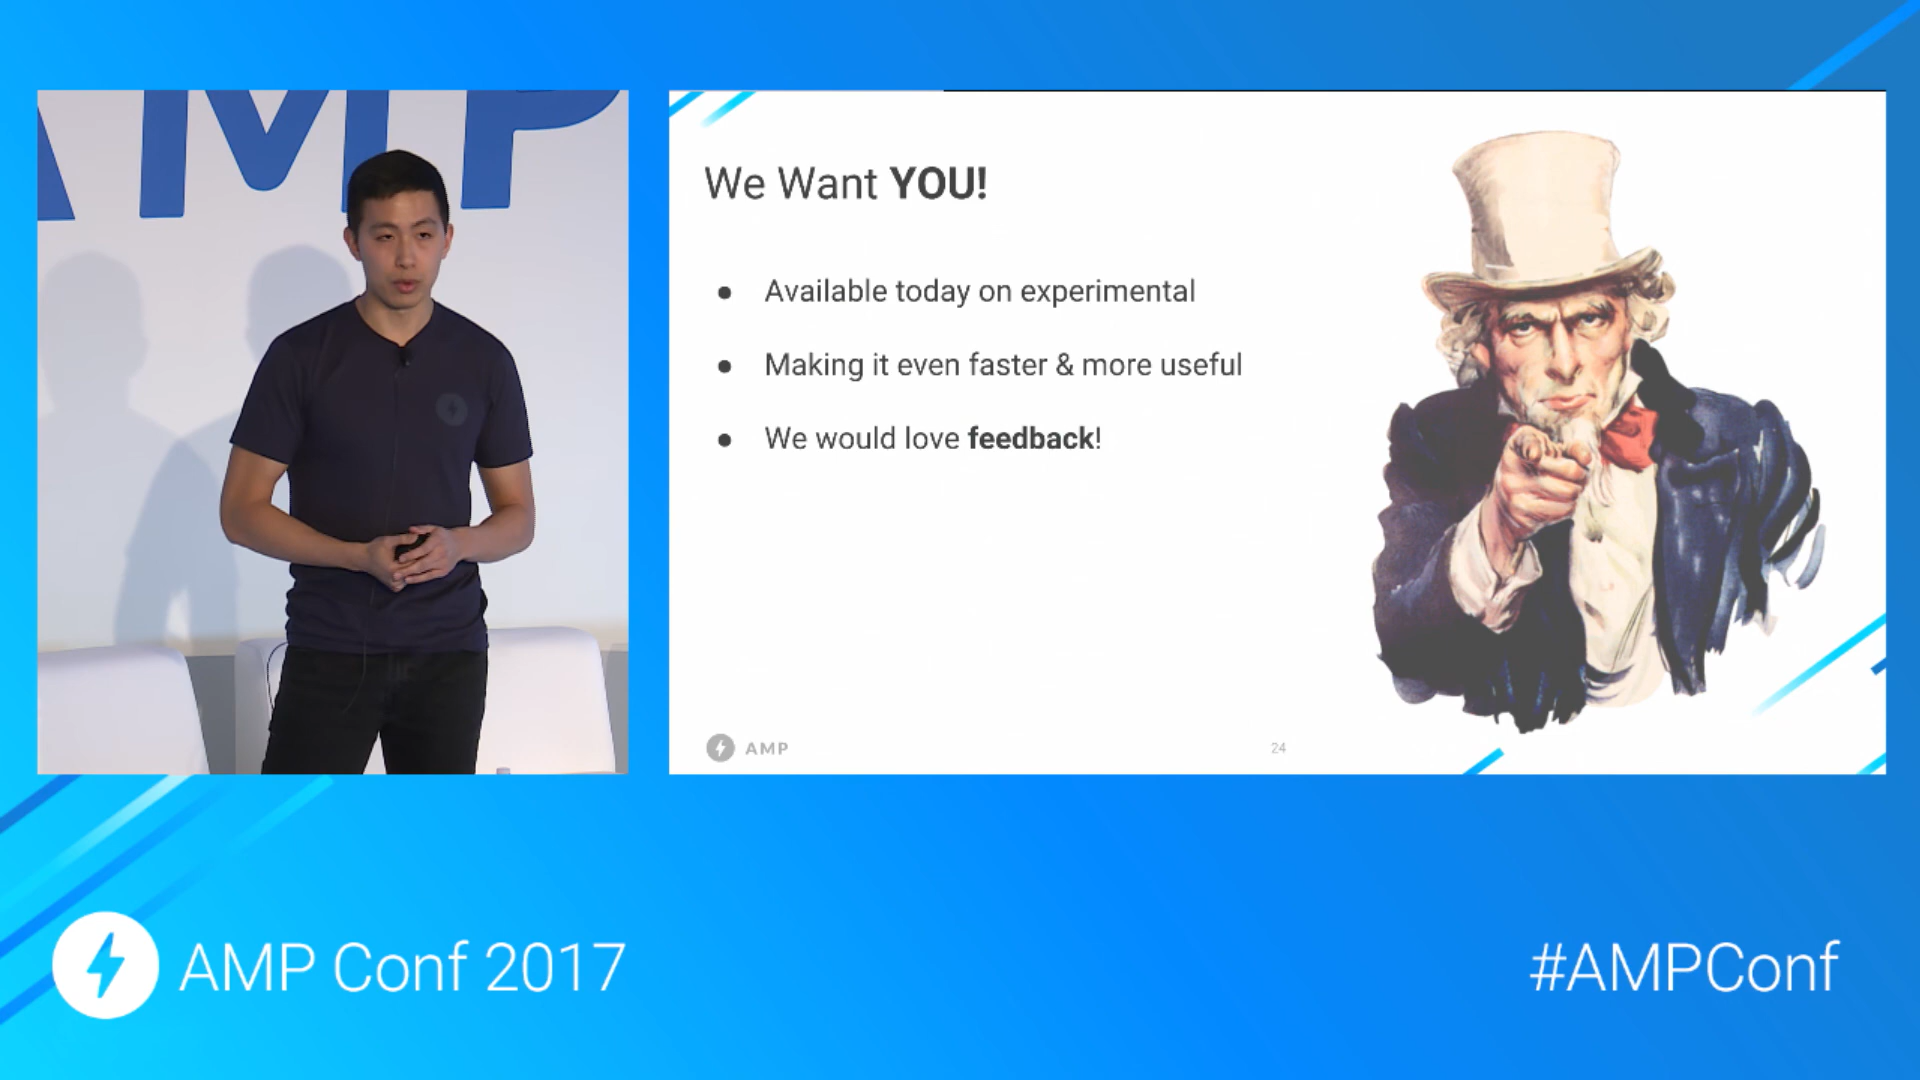 AMP
We Want YOU!
● Available today on experimental
● Making it even faster & more useful
● We would love feedback!
AMP
24
AMP Conf 2017
#AMPConf